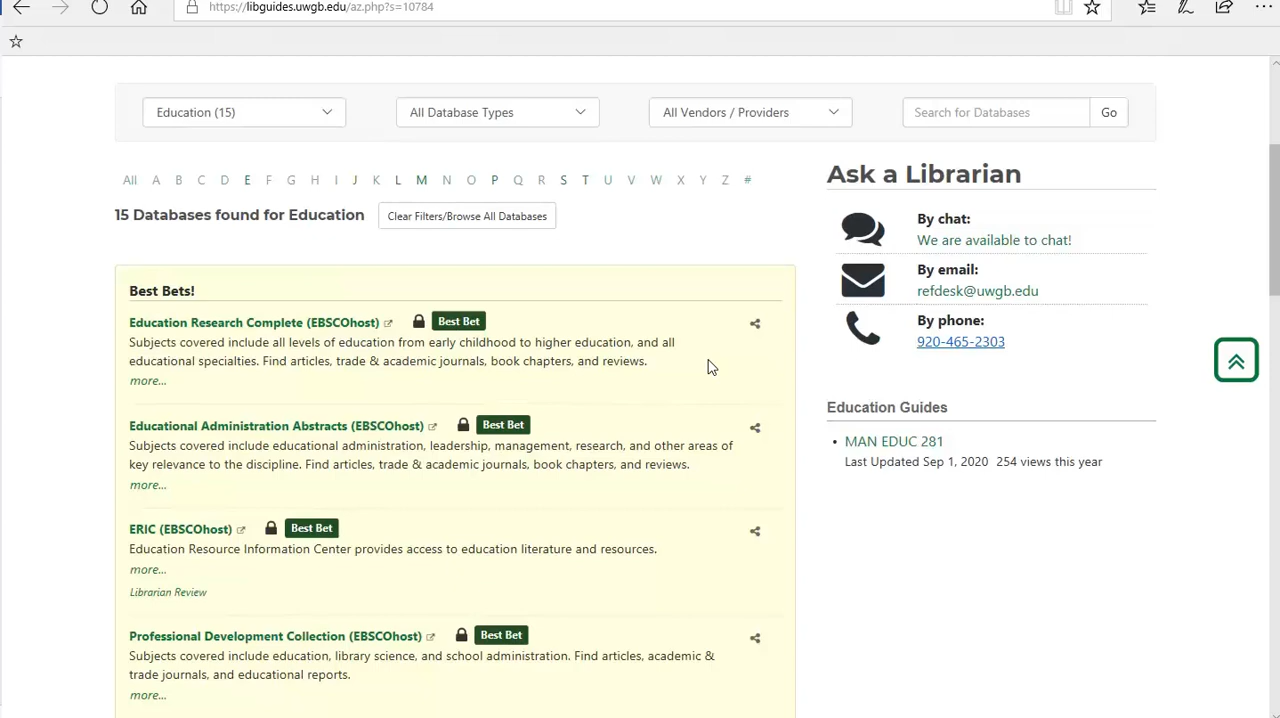 https://libguides.uwgb.edu/az.php?s=10784
Education (15)
All Database Types
All Vendors / Providers
Search for Databases
Go
All A B C D E F G H I J K L M N O P Q R S T U V W X Y Z #
15 Databases found for Education
Clear Filters/Browse All Databases
Best Bets!
Education Research Complete (EBSCOhost) Best Bet
Subjects covered include all levels of education from early childhood to higher education, and all
educational specialties. Find articles, trade & academic journals, book chapters, and reviews.
more...
Educational Administration Abstracts (EBSCOhost) Best Bet
Subjects covered include educational administration, leadership, management, research, and other areas of
key relevance to the discipline. Find articles, trade & academic journals, book chapters, and reviews.
more...
ERIC (EBSCOhost) Best Bet
Education Resource Information Center provides access to education literature and resources.
more...
Librarian Review
Professional Development Collection (EBSCOhost) Best Bet
Subjects covered include education, library science, and school administration. Find articles, academic &
trade journals, and educational reports.
more...
Ask a Librarian
By chat:
We are available to chat!
By email:
refdesk@uwgb.edu
By phone:
920-465-2303
Education Guides
• MAN EDUC 281
Last Updated Sep 1, 2020 254 views this year